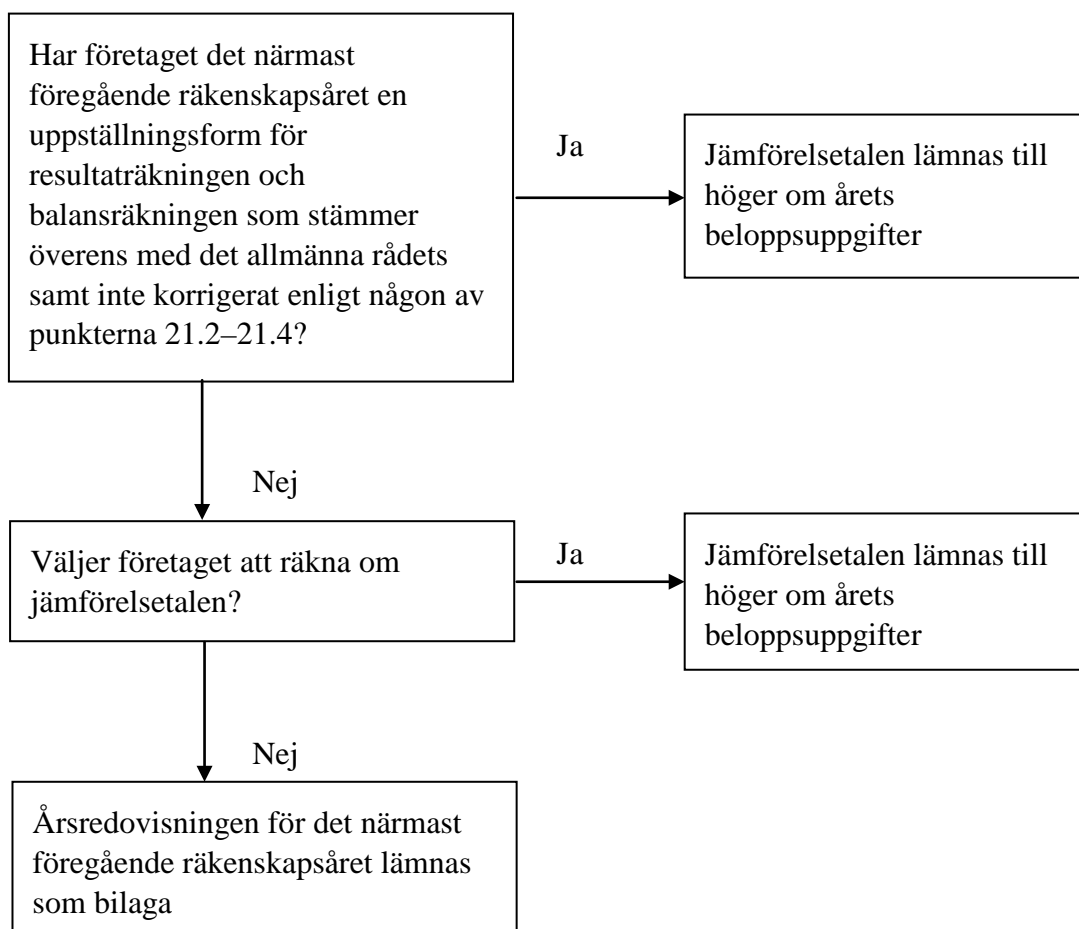 Har företaget det närmast
föregående räkenskapsåret en
uppställningsform för
resultaträkningen och
balansräkningen som stämmer
överens med det allmänna rådets
samt inte korrigerat enligt någon av
punkterna 21.2–21.4?
Ja
Jämförelsetalen lämnas till
höger om årets
beloppsuppgifter
Nej
Väljer företaget att räkna om
jämförelsetalen?
Ja
Jämförelsetalen lämnas till
höger om årets
beloppsuppgifter
Nej
Årsredovisningen för det närmast
föregående räkenskapsåret lämnas
som bilaga